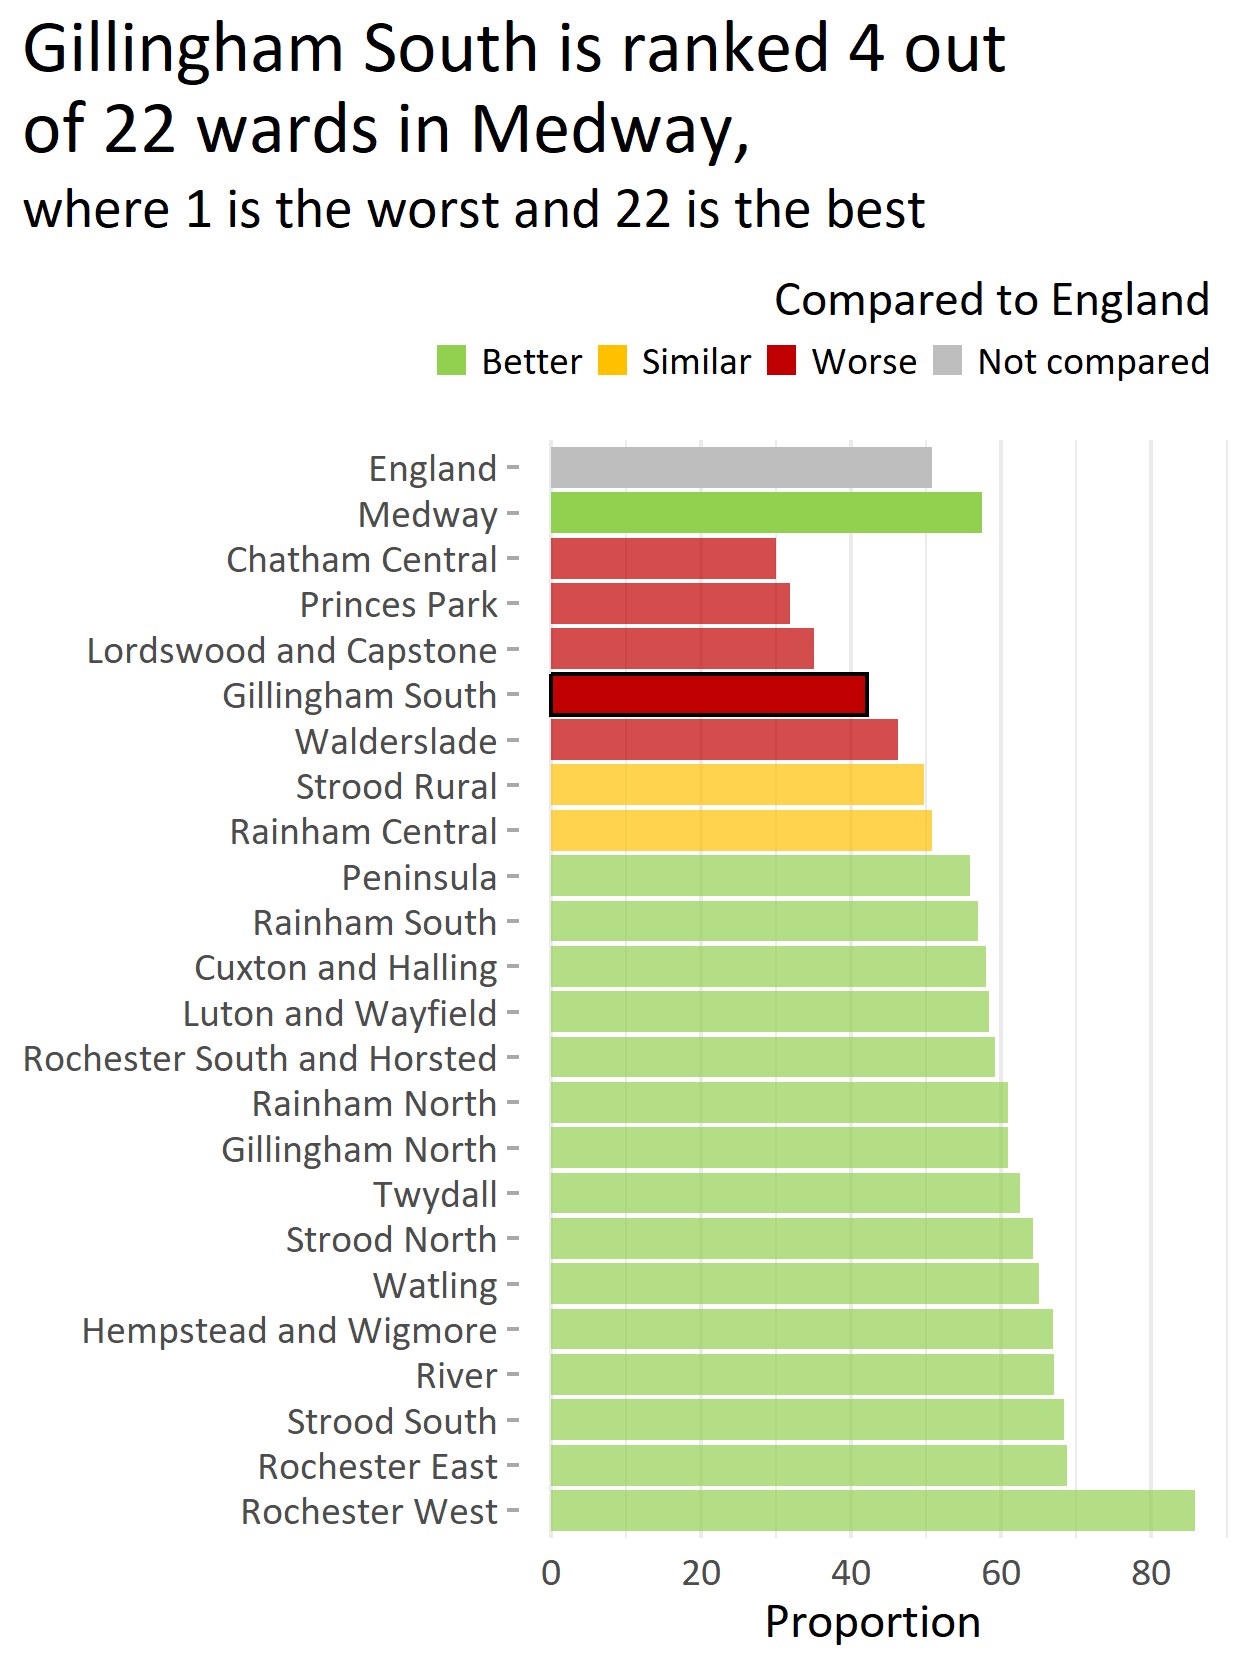 Gillingham South is ranked 4 out
of 22 wards in Medway,
where 1 is the worst and 22 is the best
Compared to England
Better Similar Worse Not compared
England
Medway
Chatham Central
Princes Park
Lordswood and Capstone
Gillingham South
Walderslade
Strood Rural
Rainham Central
Peninsula
Rainham South
Cuxton and Halling
Luton and Wayfield
Rochester South and Horsted
Rainham North
Gillingham North
Twydall
Strood North
Watling
Hempstead and Wigmore
River
Strood South
Rochester East
Rochester West
0 20 40 60 80
Proportion